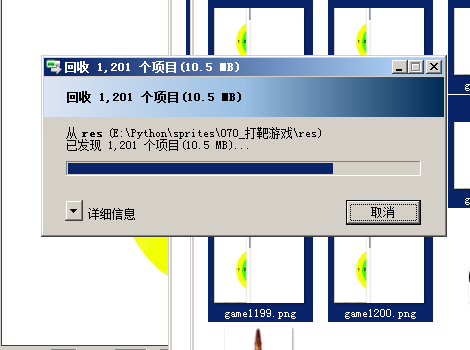 回收 1,201 个项目(10.5 MB)
回收 1,201 个项目(10.5 MB)
从 res (E:\Python\sprites\070_打靶游戏\res)
已发现 1,201 个项目(10.5 MB)...
详细信息
取消
game1199.png
game1200.png